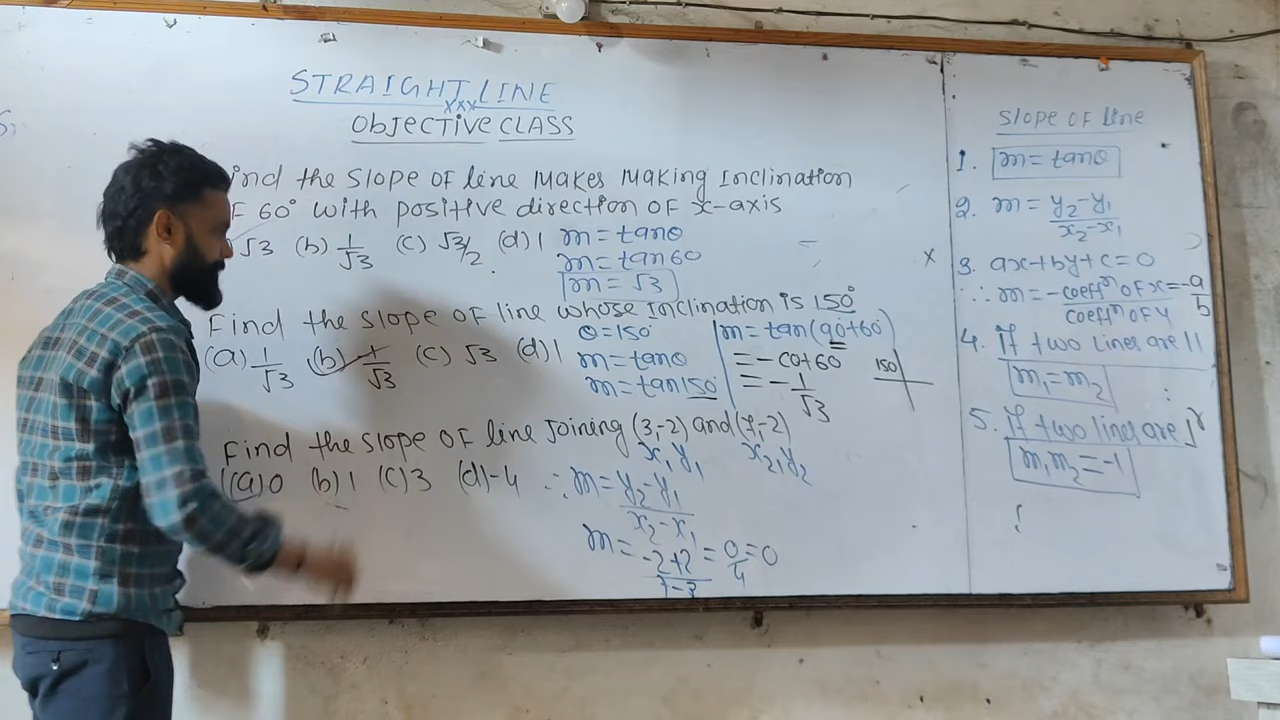 STRAIGHT LINE
xxx
OBJECTIVE CLASS
ind the Slope OF line Makes Making Inclination
F 60° with positive direction OF x-axis
√3 (b) 1/√3 (c) √3/2 (d) 1
m = tanθ
m = tan60
m = √3
Find the Slope OF line whose Inclination is 150°
(a) 1/√3 (b) -1/√3 (c) √3 (d) 1
θ = 150°
m = tanθ
m = tan150
m = tan(90+60°)
= -cot60
= -1/√3
150
Find the Slope OF line Joining (3,-2) and (7,-2)
x₁ y₁ x₂, y₂
(a) 0 (b) 1 (c) 3 (d) -4
∴ m = y₂-y₁/x₂-x₁
m = -2+2/7-3 = 0/4 = 0
Slope OF line
1. m = tanθ
2. m = y₂-y₁/x₂-x₁
x
3. ax+by+c=0
∴ m = -coeffⁿ OF x/coeffⁿ OF y = -a/b
4. If two lines are ||
m₁=m₂
5. If two lines are
m₁m₂=-1